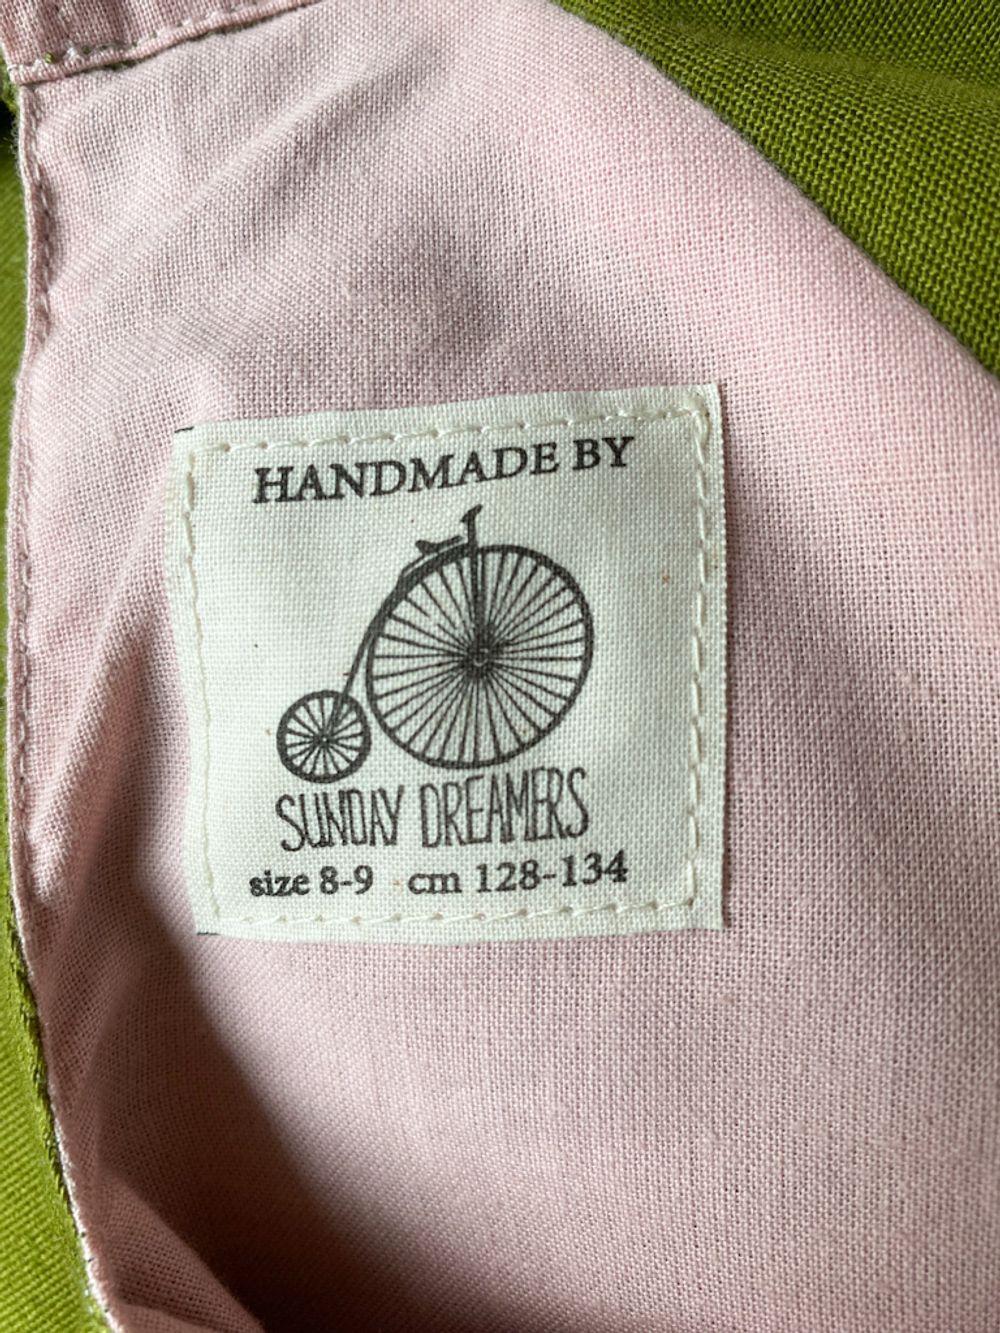 HANDMADE BY
SUNDAY DREAMERS
size 8-9 cm 128-134